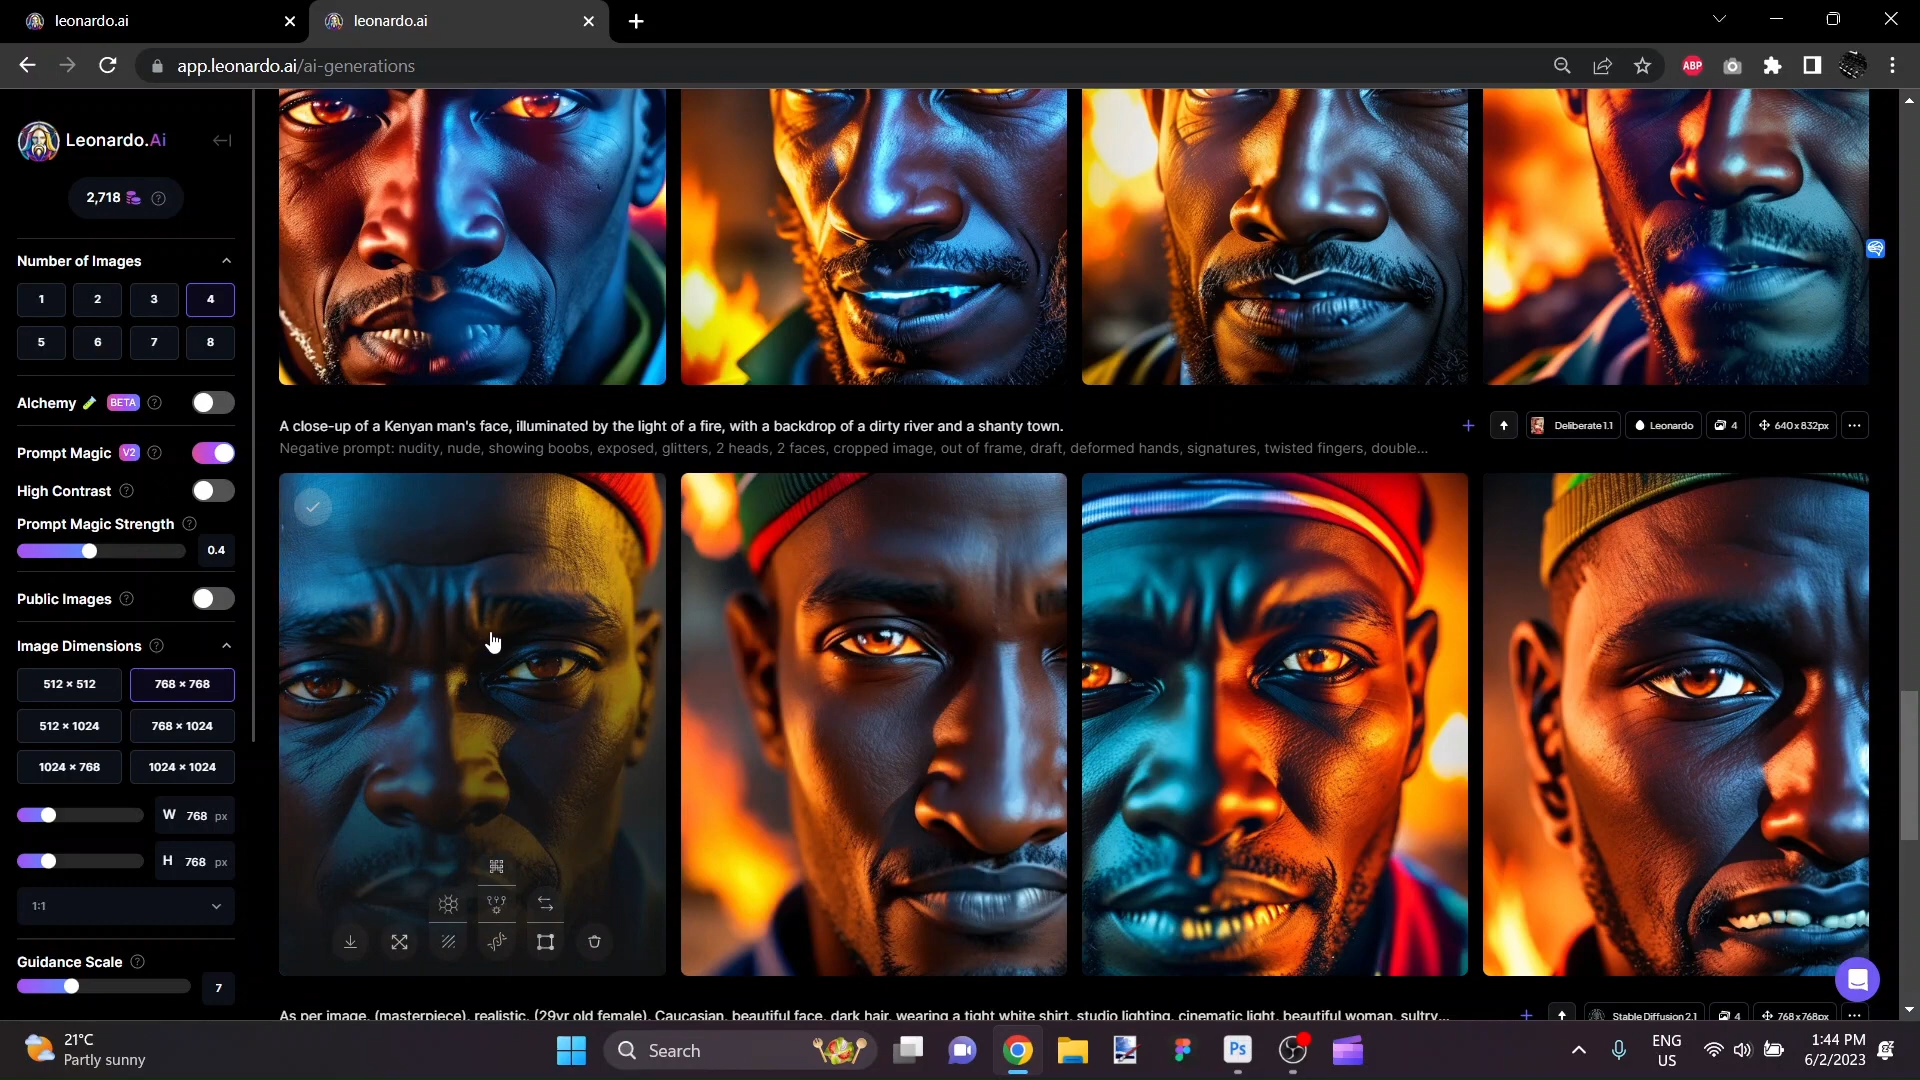 leonardo.ai
leonardo.ai
app.leonardo.ai/ai-generations
ABP
Leonardo.Ai
2,718
Number of Images
1 2 3 4
5 6 7 8
Alchemy BETA
Prompt Magic V2
High Contrast
Prompt Magic Strength
0.4
Public Images
Image Dimensions
512 × 512 768 × 768
512 × 1024 768 × 1024
1024 × 768 1024 × 1024
W 768 px
H 768 px
1:1
Guidance Scale
7
A close-up of a Kenyan man's face, illuminated by the light of a fire, with a backdrop of a dirty river and a shanty town.
Deliberate 1.1 Leonardo 4 640 x 832px
Negative prompt: nudity, nude, showing boobs, exposed, glitters, 2 heads, 2 faces, cropped image, out of frame, draft, deformed hands, signatures, twisted fingers, double...
As per image, (masterpiece), realistic, (29yr old female), Caucasian, beautiful face, dark hair, wearing a tight white shirt, studio lighting, cinematic light, beautiful woman, sultry...
Stable Diffusion 2.1 4 768 x 768px
21°C
Partly sunny
Search
Ps
ENG
US
1:44 PM
6/2/2023